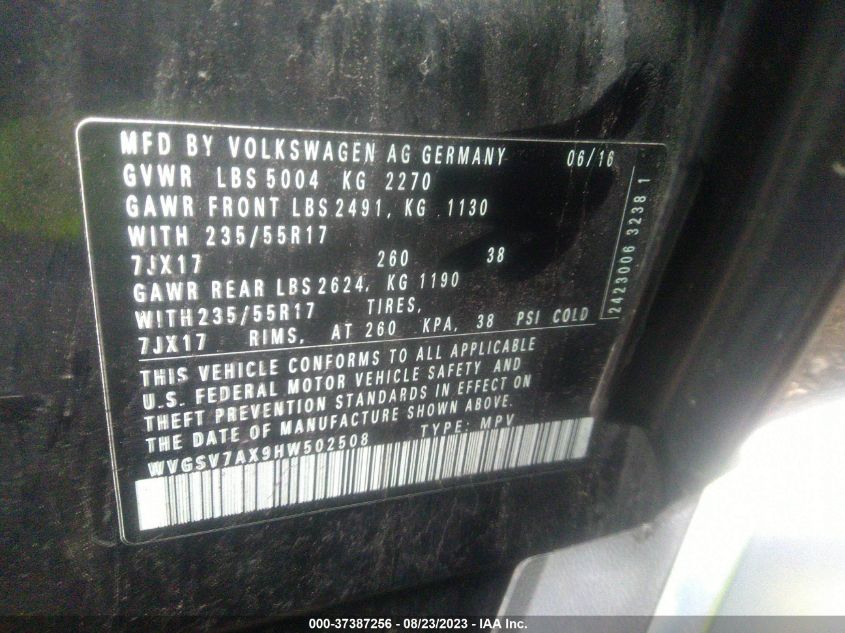 MFD BY VOLKSWAGEN AG GERMANY 06/16
GVWR LBS 5004 KG 2270
GAWR FRONT LBS 2491, KG 1130
WITH 235/55R17
7JX17 260 38
GAWR REAR LBS 2624, KG 1190
WITH 235/55R17 TIRES,
7JX17 RIMS, AT 260 KPA, 38 PSI COLD
THIS VEHICLE CONFORMS TO ALL APPLICABLE
U.S. FEDERAL MOTOR VEHICLE SAFETY AND
THEFT PREVENTION STANDARDS IN EFFECT ON
THE DATE OF MANUFACTURE SHOWN ABOVE.
WVGSV7AX9HW502508 TYPE: MPV
2423006 3238 1
000-37387256 - 08/23/2023 - IAA Inc.